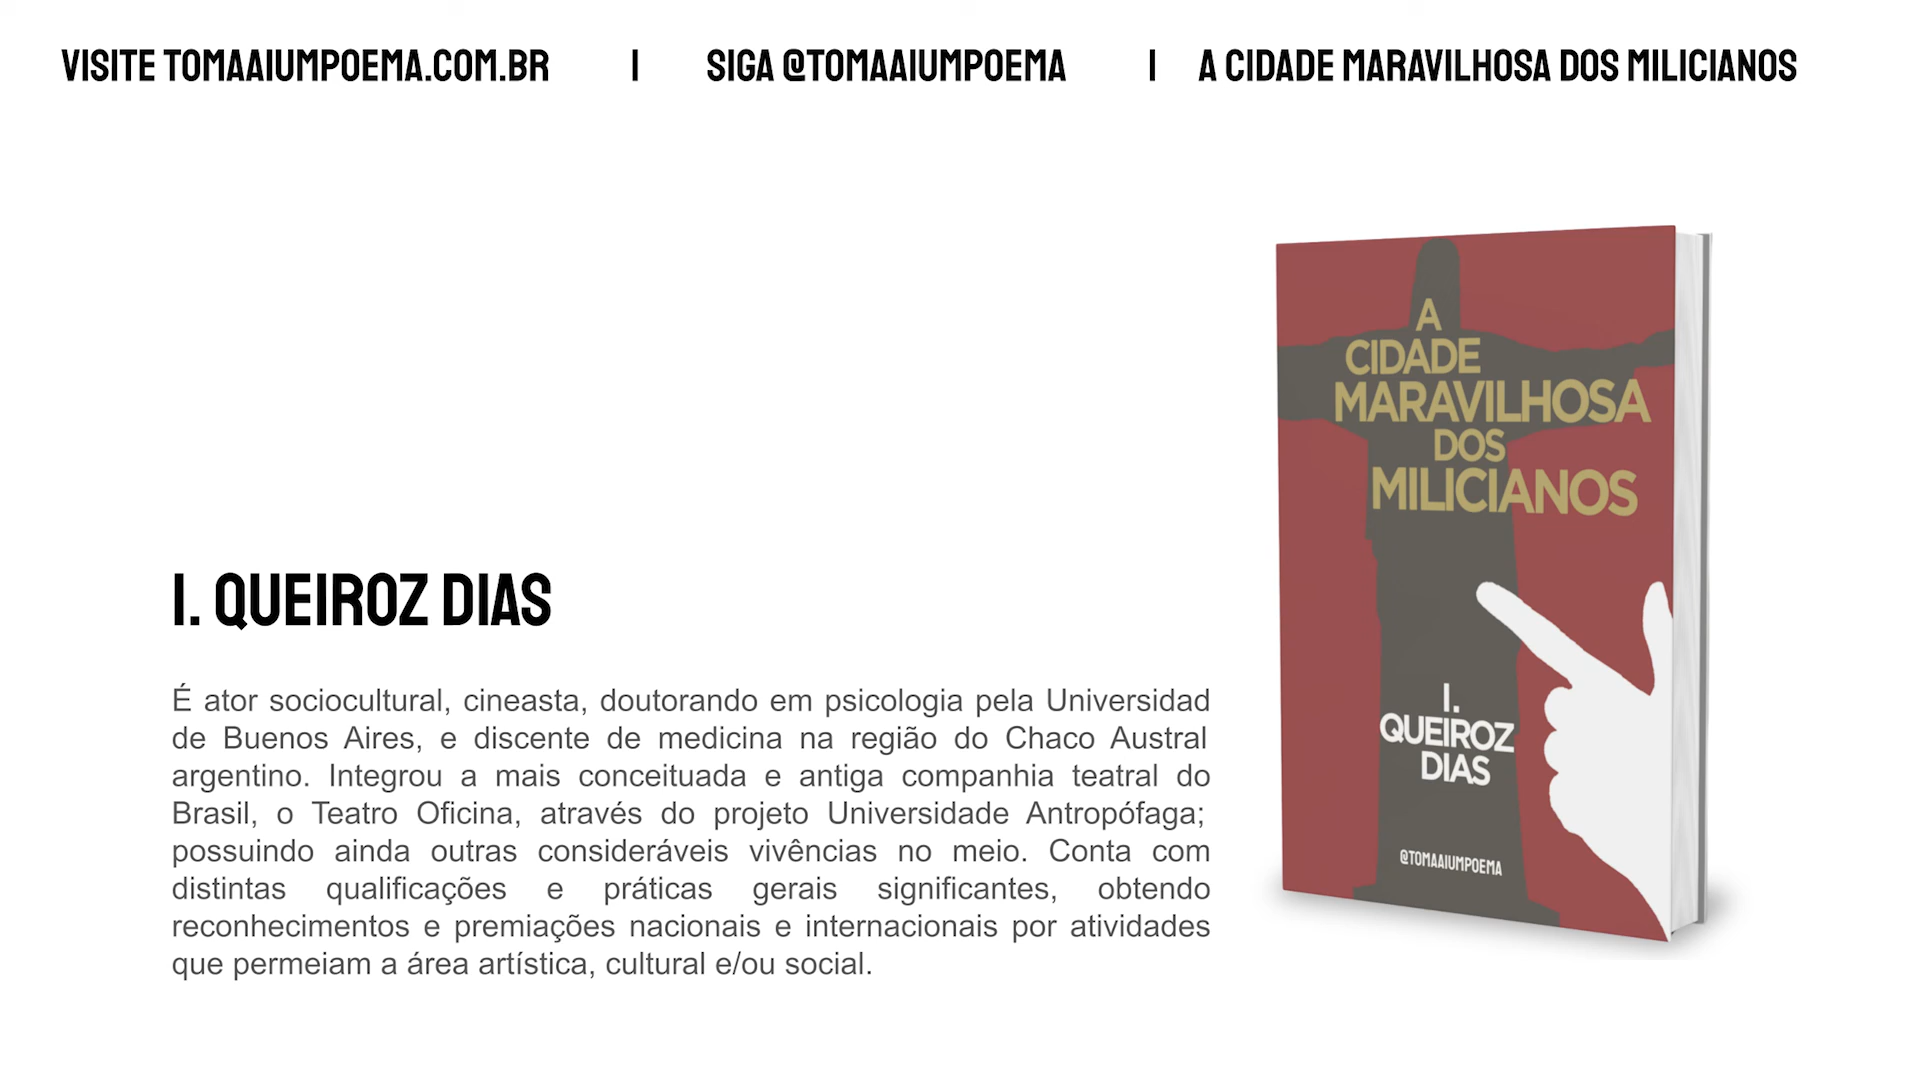 VISITE TOMAAIUMPOEMA.COM.BR | SIGA @TOMAAIUMPOEMA | A CIDADE MARAVILHOSA DOS MILICIANOS
I. QUEIROZ DIAS
É ator sociocultural, cineasta, doutorando em psicologia pela Universidad
de Buenos Aires, e discente de medicina na região do Chaco Austral
argentino. Integrou a mais conceituada e antiga companhia teatral do
Brasil, o Teatro Oficina, através do projeto Universidade Antropófaga;
possuindo ainda outras consideráveis vivências no meio. Conta com
distintas qualificações e práticas gerais significantes, obtendo
reconhecimentos e premiações nacionais e internacionais por atividades
que permeiam a área artística, cultural e/ou social.
A
CIDADE
MARAVILHOSA
DOS
MILICIANOS
I.
QUEIROZ
DIAS
@TOMAAIUMPOEMA